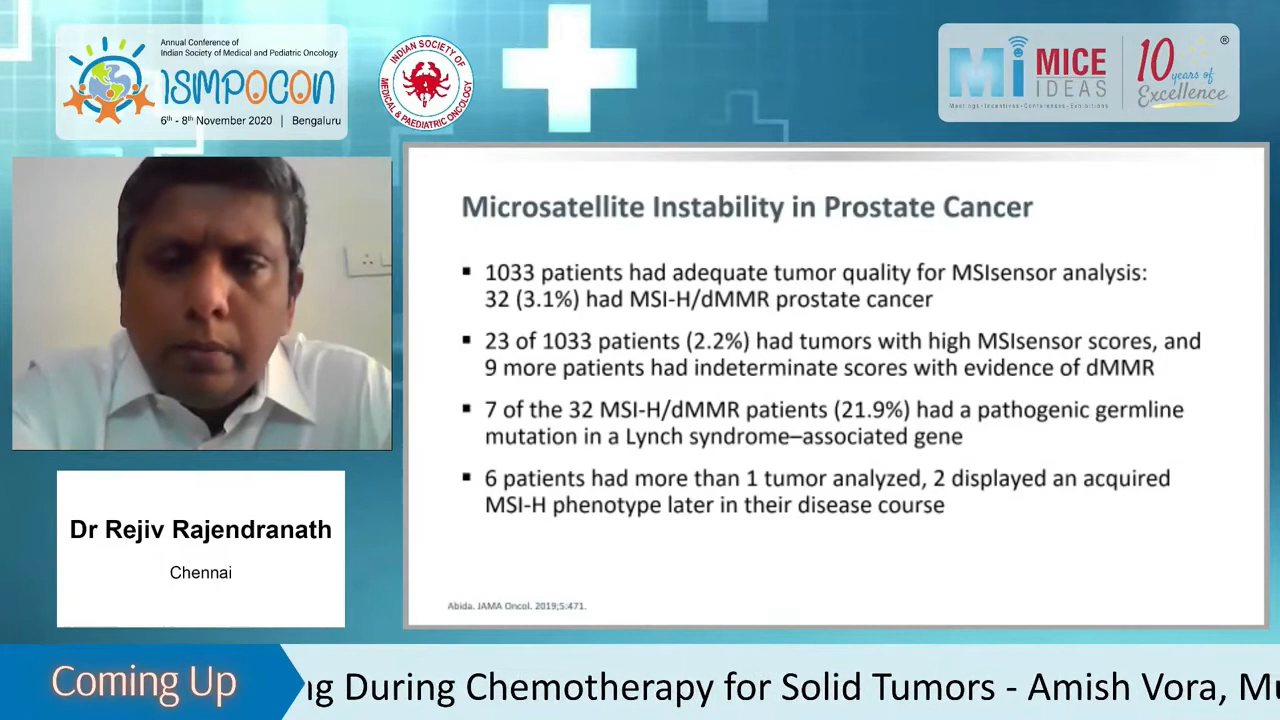 Annual Conference of
Indian Society of Medical and Pediatric Oncology
ISMPOCON
6th - 8th November 2020 | Bengaluru
INDIAN SOCIETY OF
MEDICAL & PAEDIATRIC ONCOLOGY
Mi MICE
IDEAS
Meetings • Incentives • Conferences • Exhibitions
10 years of
Excellence
®
Microsatellite Instability in Prostate Cancer
▪ 1033 patients had adequate tumor quality for MSIsensor analysis:
32 (3.1%) had MSI-H/dMMR prostate cancer
▪ 23 of 1033 patients (2.2%) had tumors with high MSIsensor scores, and
9 more patients had indeterminate scores with evidence of dMMR
▪ 7 of the 32 MSI-H/dMMR patients (21.9%) had a pathogenic germline
mutation in a Lynch syndrome–associated gene
▪ 6 patients had more than 1 tumor analyzed, 2 displayed an acquired
MSI-H phenotype later in their disease course
Abida. JAMA Oncol. 2019;5:471.
Dr Rejiv Rajendranath
Chennai
Coming Up
During Chemotherapy for Solid Tumors - Amish Vora,